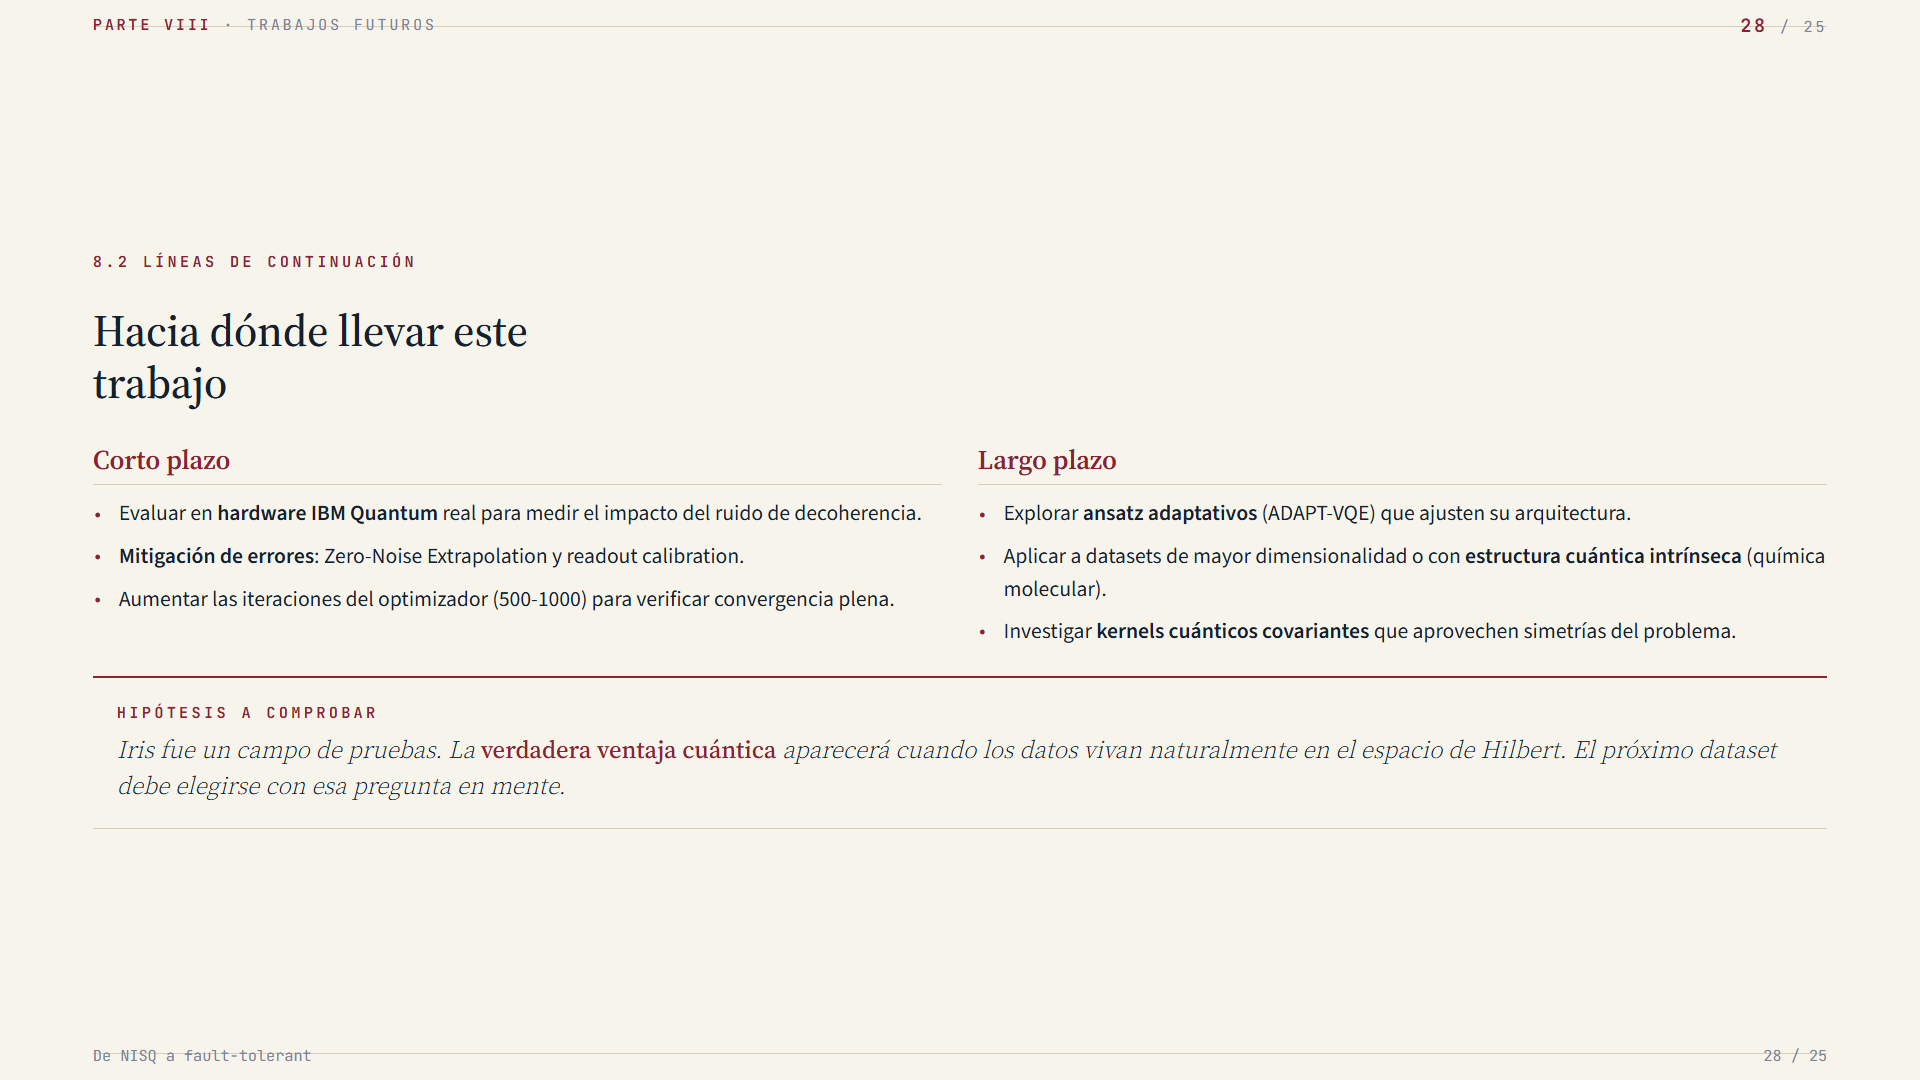 PARTE VIII · TRABAJOS FUTUROS
28 / 25
8.2 LÍNEAS DE CONTINUACIÓN
Hacia dónde llevar este
trabajo
Corto plazo
• Evaluar en hardware IBM Quantum real para medir el impacto del ruido de decoherencia.
• Mitigación de errores: Zero-Noise Extrapolation y readout calibration.
• Aumentar las iteraciones del optimizador (500-1000) para verificar convergencia plena.
Largo plazo
• Explorar ansatz adaptativos (ADAPT-VQE) que ajusten su arquitectura.
• Aplicar a datasets de mayor dimensionalidad o con estructura cuántica intrínseca (química
molecular).
• Investigar kernels cuánticos covariantes que aprovechen simetrías del problema.
HIPÓTESIS A COMPROBAR
Iris fue un campo de pruebas. La verdadera ventaja cuántica aparecerá cuando los datos vivan naturalmente en el espacio de Hilbert. El próximo dataset
debe elegirse con esa pregunta en mente.
De NISQ a fault-tolerant
28 / 25